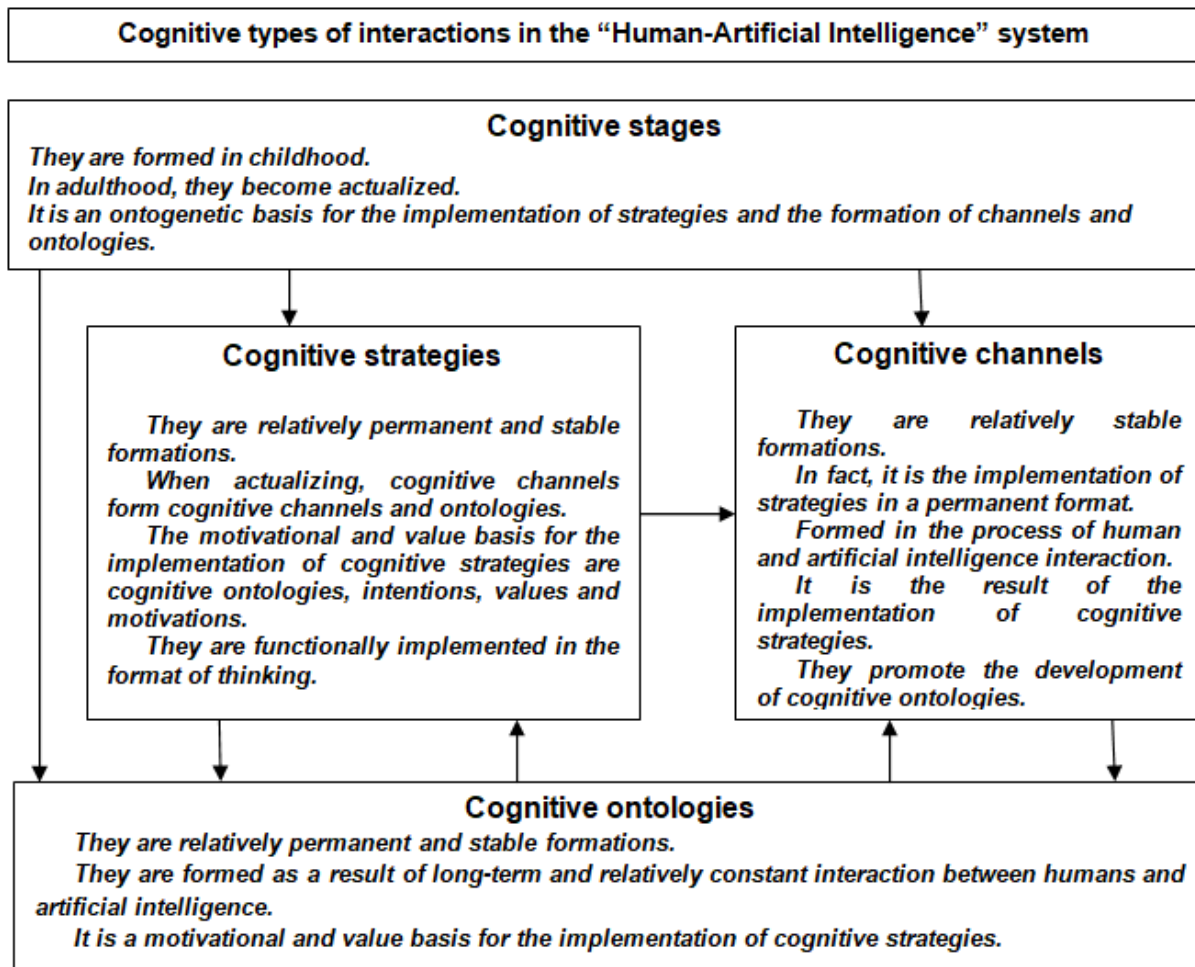 Cognitive types of interactions in the “Human-Artificial Intelligence” system
Cognitive stages
They are formed in childhood.
In adulthood, they become actualized.
It is an ontogenetic basis for the implementation of strategies and the formation of channels and
ontologies.
Cognitive strategies
They are relatively permanent and stable
formations.
When actualizing, cognitive channels
form cognitive channels and ontologies.
The motivational and value basis for the
implementation of cognitive strategies are
cognitive ontologies, intentions, values and
motivations.
They are functionally implemented in the
format of thinking.
Cognitive channels
They are relatively stable
formations.
In fact, it is the implementation of
strategies in a permanent format.
Formed in the process of human
and artificial intelligence interaction.
It is the result of the
implementation of cognitive
strategies.
They promote the development
of cognitive ontologies.
Cognitive ontologies
They are relatively permanent and stable formations.
They are formed as a result of long-term and relatively constant interaction between humans and
artificial intelligence.
It is a motivational and value basis for the implementation of cognitive strategies.